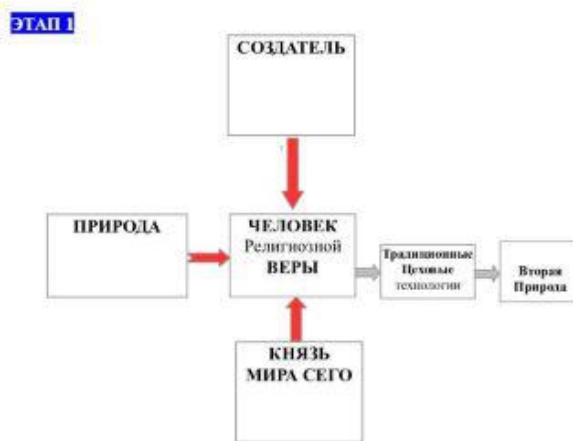 ЭТАП 1
СОЗДАТЕЛЬ
ПРИРОДА
ЧЕЛОВЕК
Религиозной
ВЕРЫ
Традиционные
Цеховые
технологии
Вторая
Природа
КНЯЗЬ
МИРА СЕГО